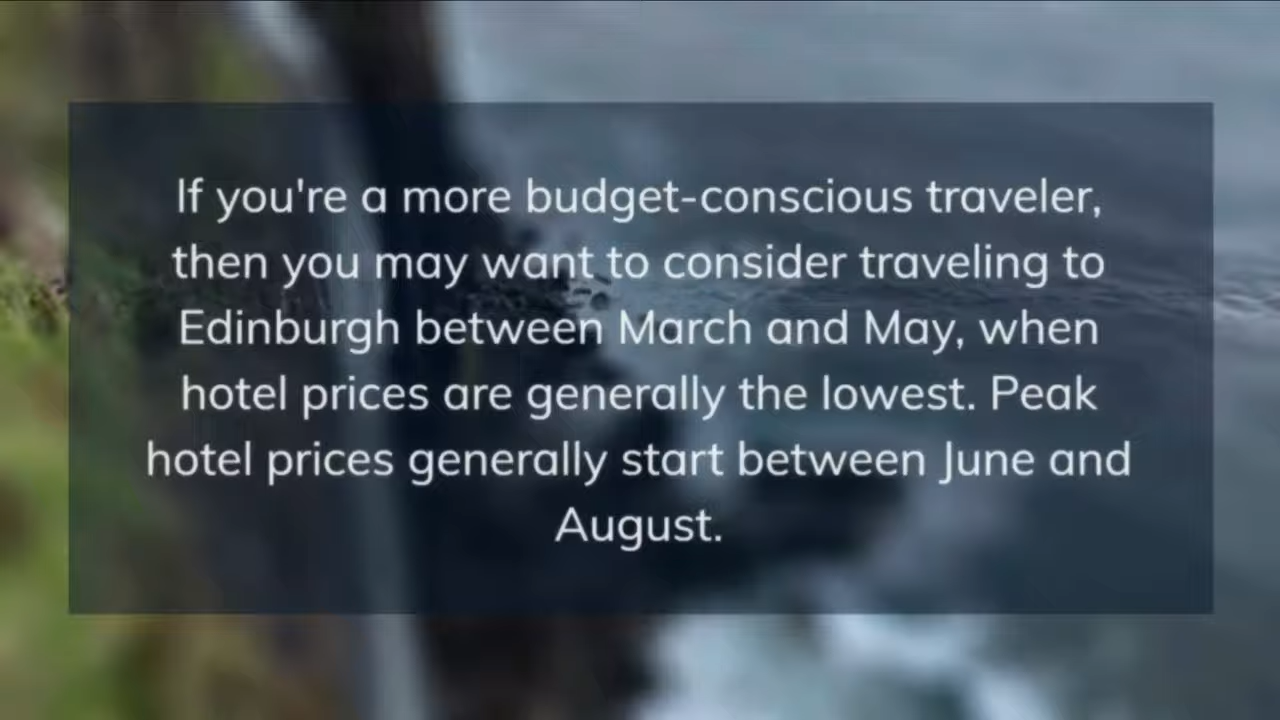 If you're a more budget-conscious traveler,
then you may want to consider traveling to
Edinburgh between March and May, when
hotel prices are generally the lowest. Peak
hotel prices generally start between June and
August.